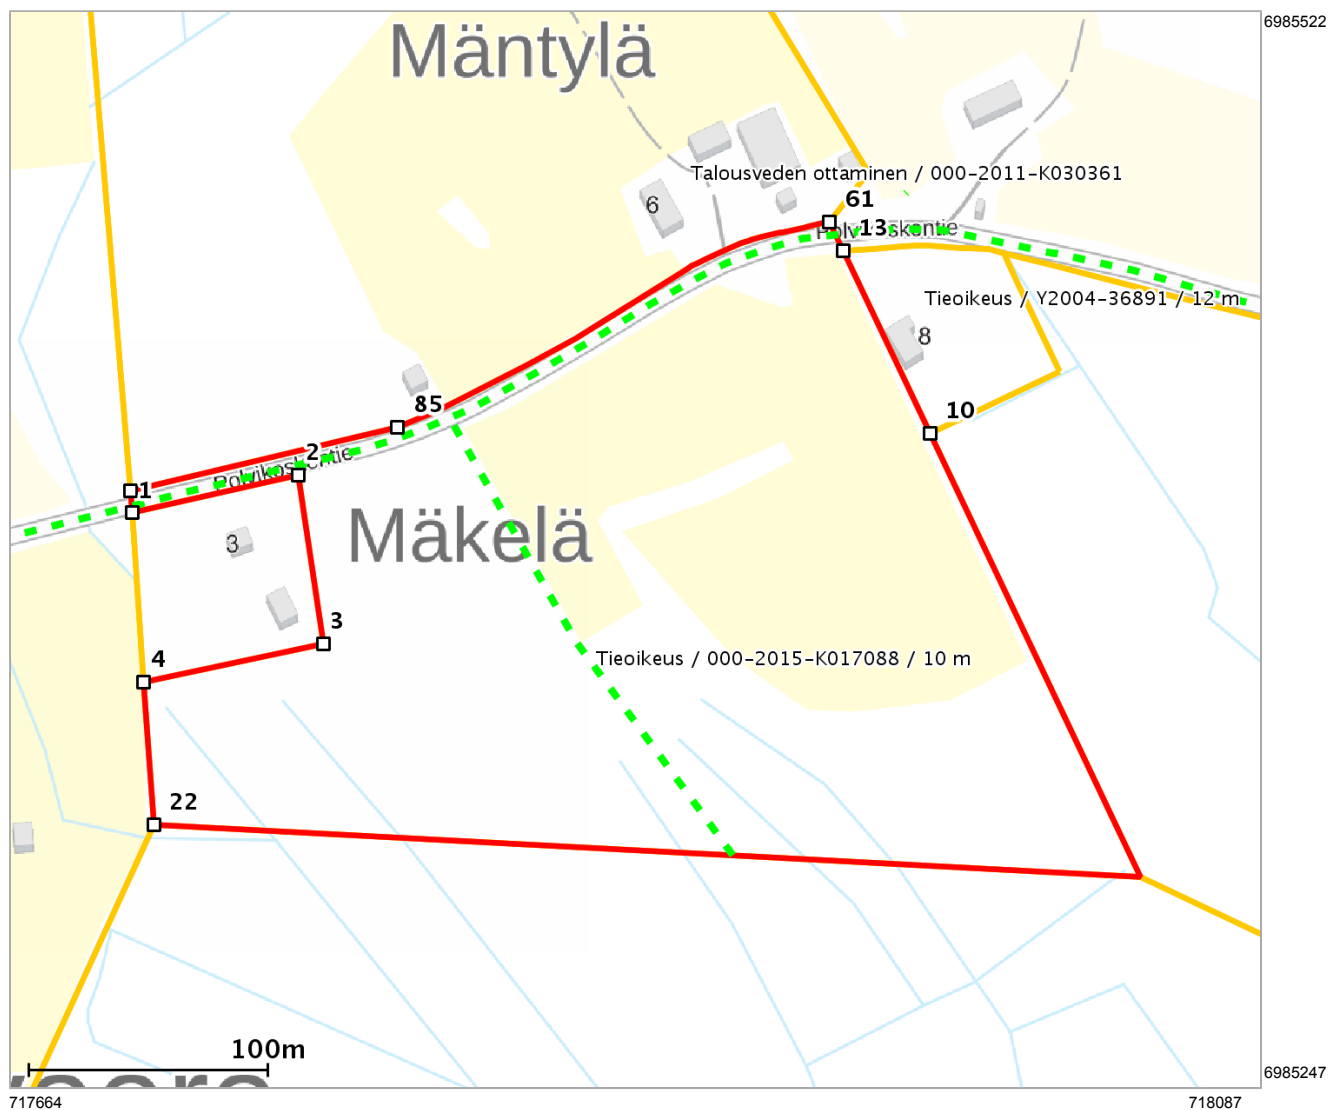 6985522
Mäntylä
Talousveden ottaminen / 000-2011-K030361
61
6
13
Tieoikeus / Y2004-36891 / 12 m
8
85
10
2
Polvikoskentie
1
3
Mäkelä
3
4
Tieoikeus / 000-2015-K017088 / 10 m
22
100m
6985247
717664
718087